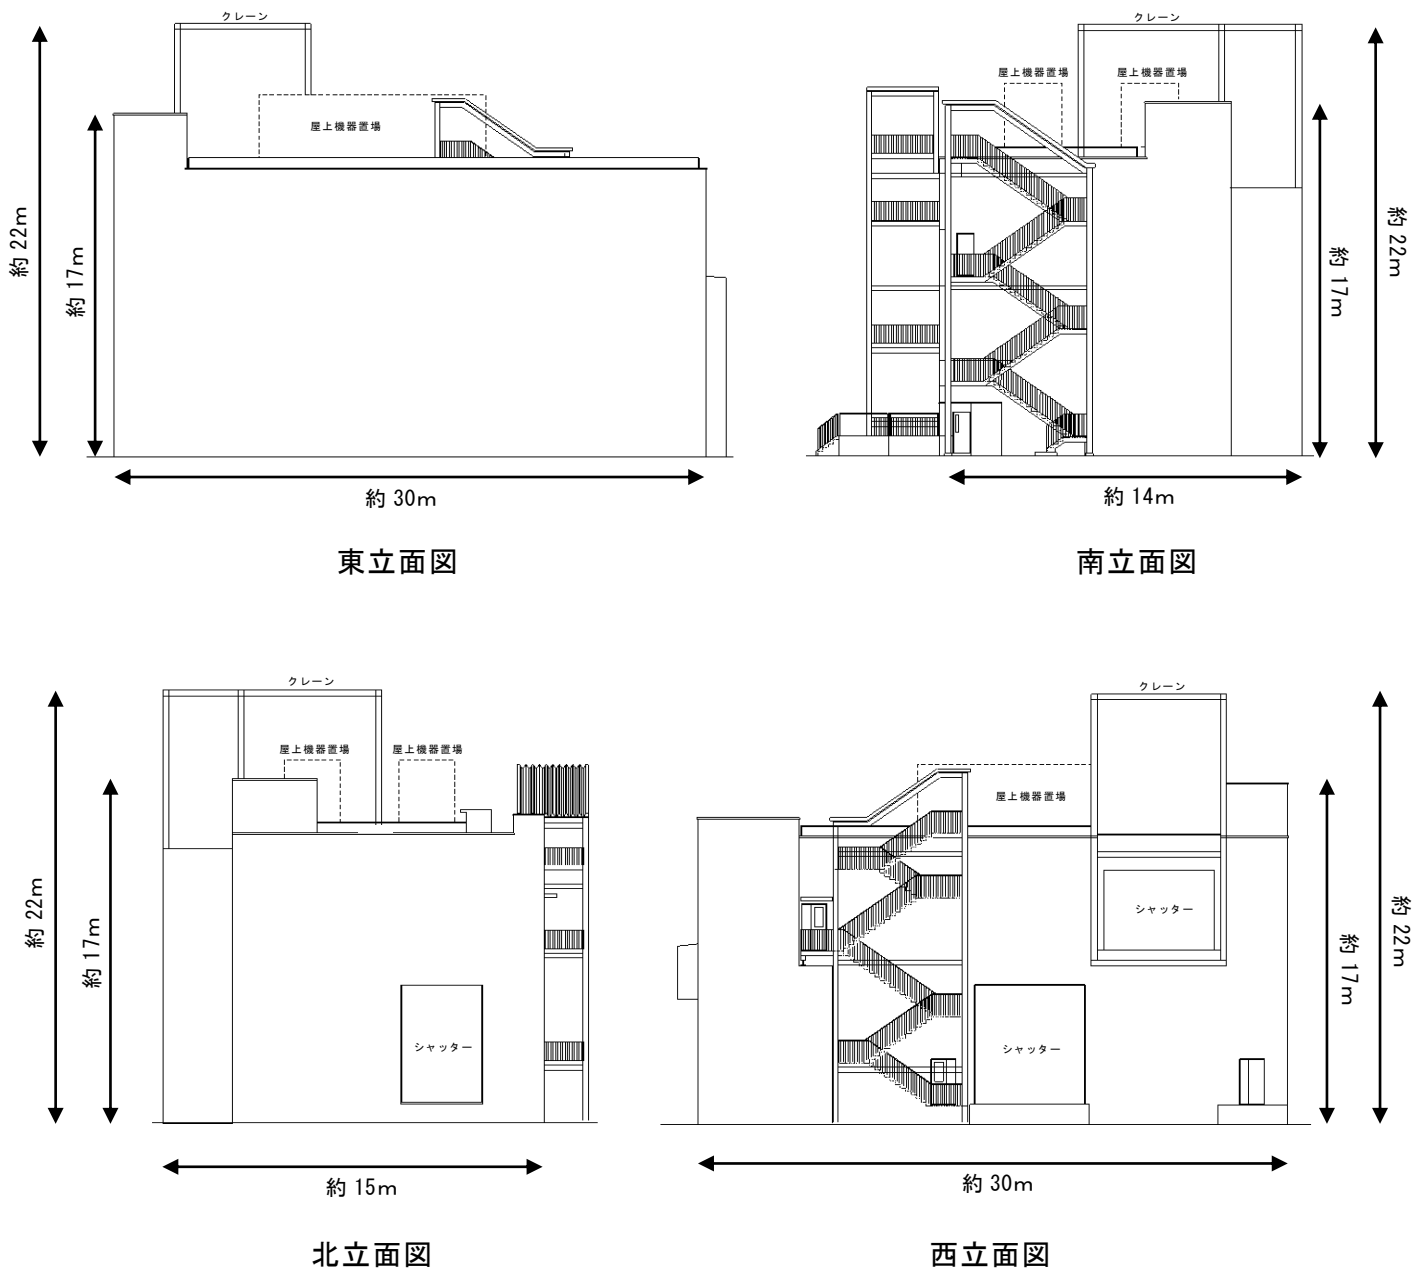 クレーン
屋上機器置場
約 22m
約 17m
約 30m
東立面図
クレーン
屋上機器置場
屋上機器置場
約 17m
約 22m
約 14m
南立面図
クレーン
屋上機器置場
屋上機器置場
約 22m
約 17m
シャッター
約 15m
北立面図
クレーン
屋上機器置場
シャッター
シャッター
約 17m
約 22m
約 30m
西立面図